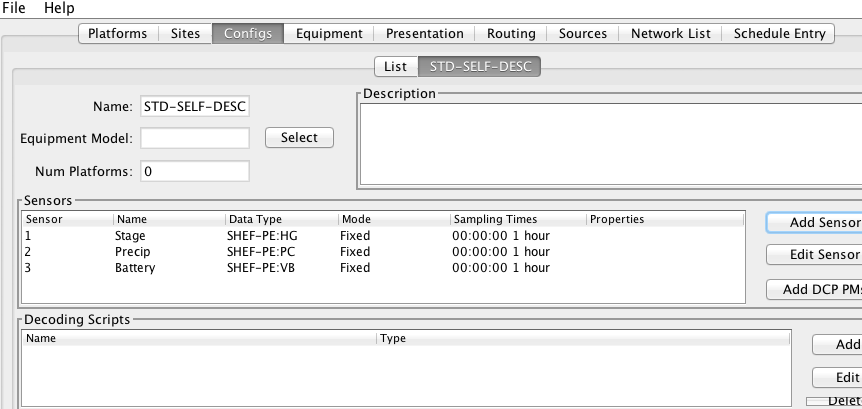 File Help
Platforms Sites Configs Equipment Presentation Routing Sources Network List Schedule Entry
List STD-SELF-DESC
Name: STD-SELF-DESC
Description
Equipment Model: Select
Num Platforms: 0
Sensors
Sensor Name Data Type Mode Sampling Times Properties
1 Stage SHEF-PE:HG Fixed 00:00:00 1 hour
2 Precip SHEF-PE:PC Fixed 00:00:00 1 hour
3 Battery SHEF-PE:VB Fixed 00:00:00 1 hour
Add Sensor
Edit Sensor
Add DCP PMs
Decoding Scripts
Name Type
Add
Edit
Delet